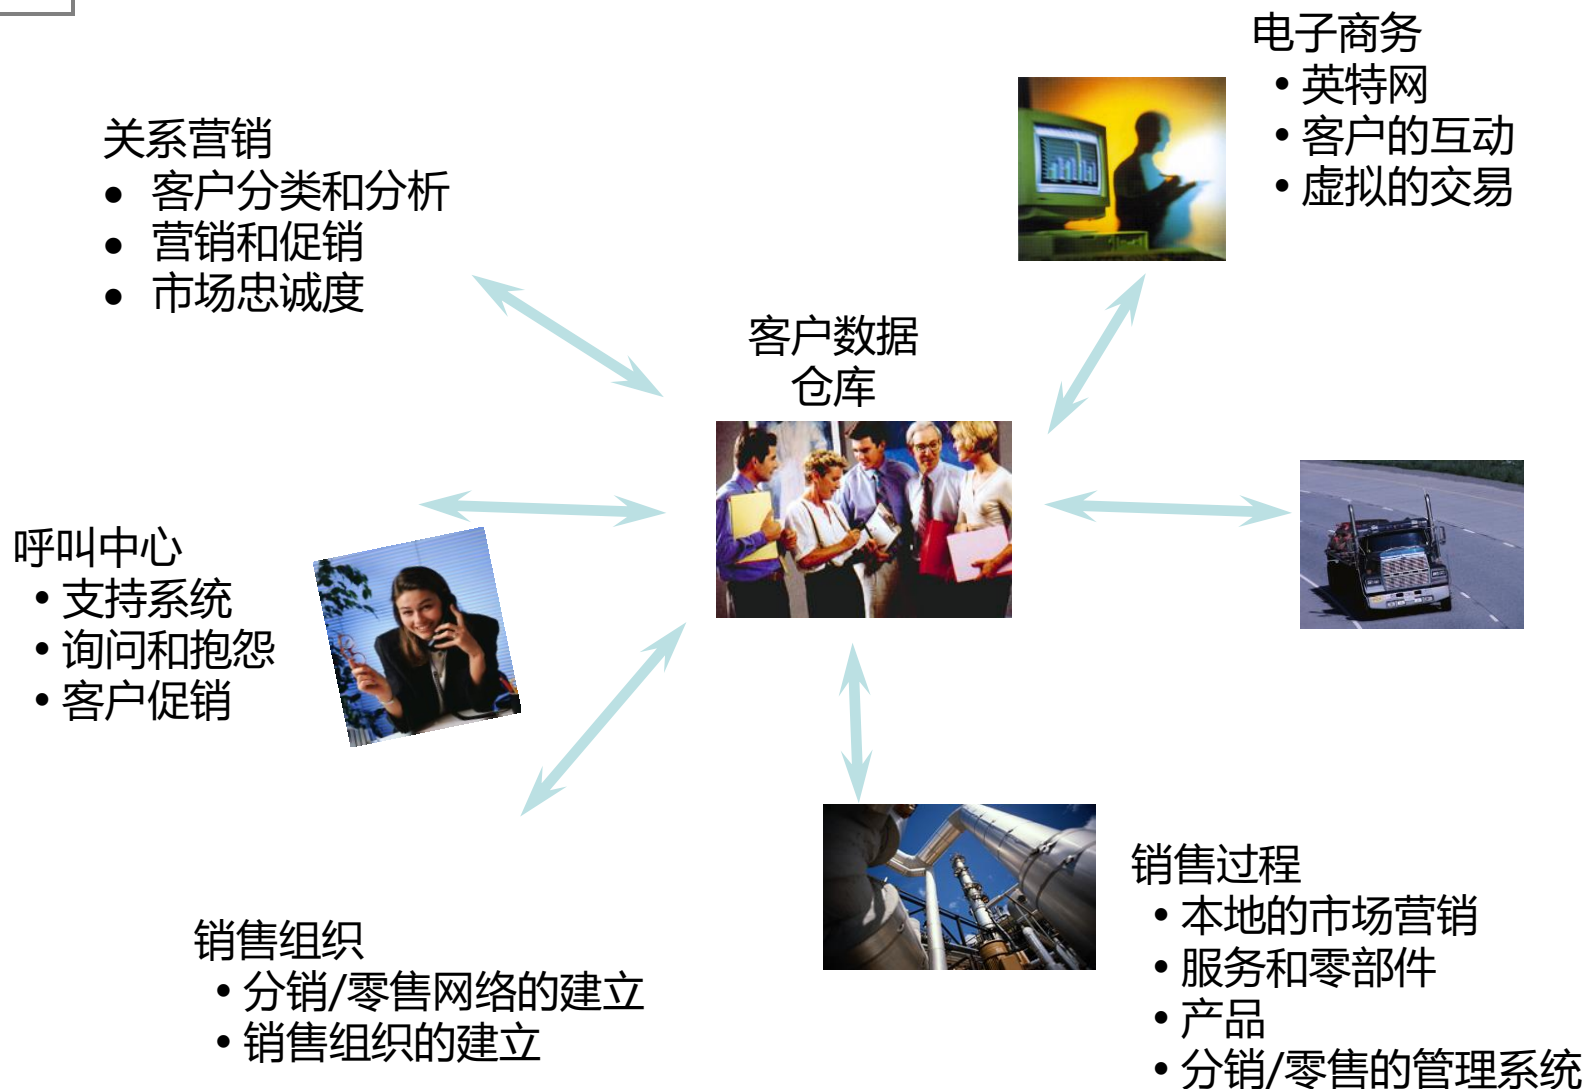 电子商务
• 英特网
• 客户的互动
• 虚拟的交易
关系营销
● 客户分类和分析
● 营销和促销
● 市场忠诚度
客户数据
仓库
呼叫中心
• 支持系统
• 询问和抱怨
• 客户促销
销售组织
• 分销/零售网络的建立
• 销售组织的建立
销售过程
• 本地的市场营销
• 服务和零部件
• 产品
• 分销/零售的管理系统